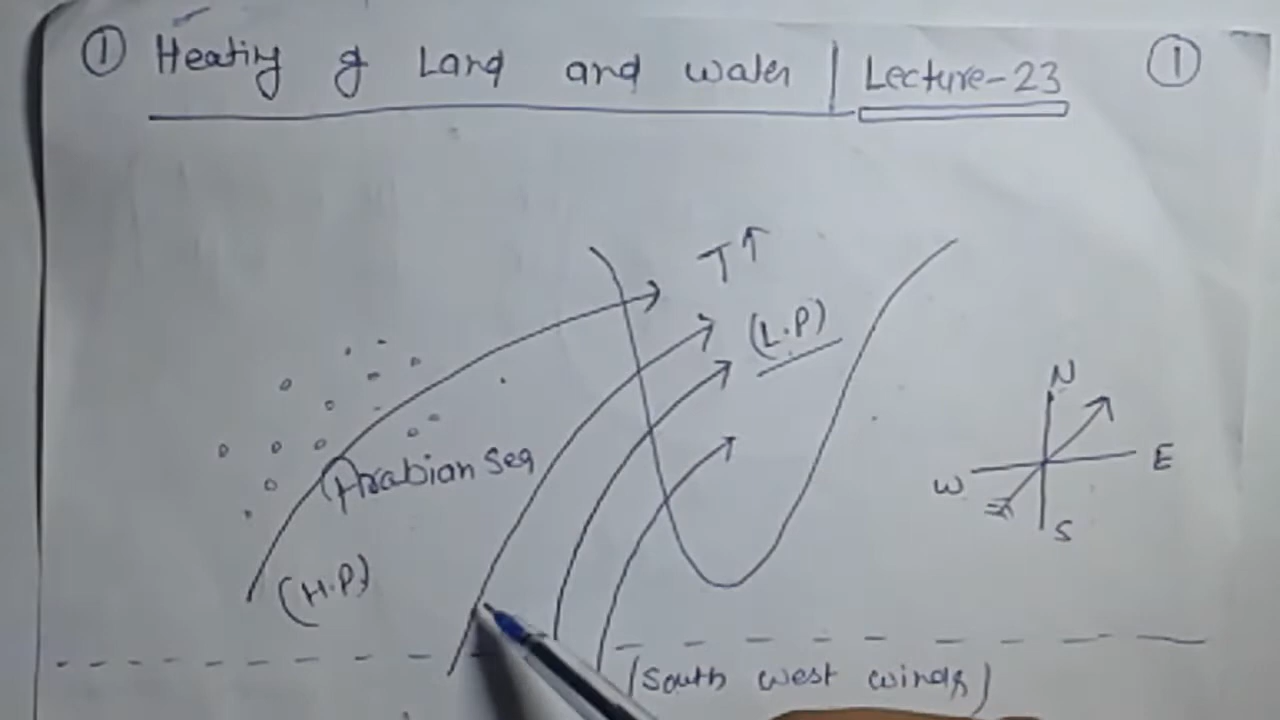 ① Heating of Land and water | Lecture-23 ①
T↑
(L.P)
N
Arabian Sea
W E
S
(H.P)
(South west winds)